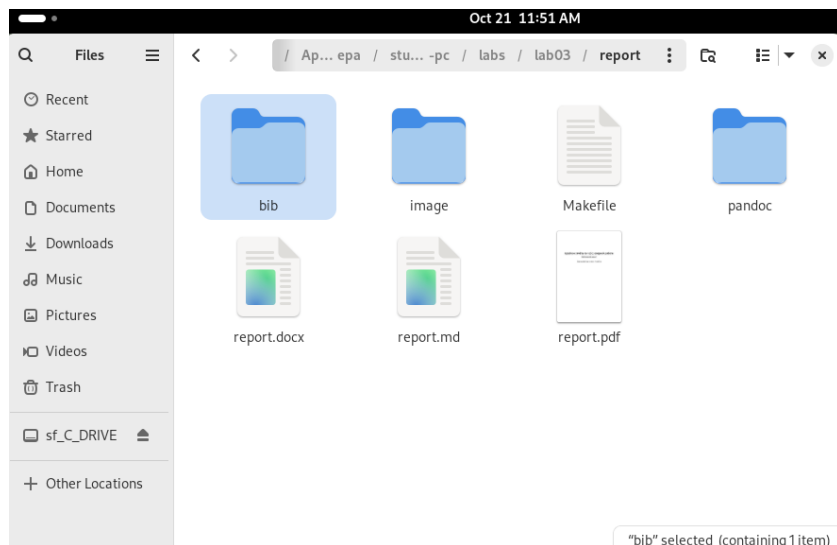 Oct 21 11:51 AM
Files
/ Ap... epa / stu... -pc / labs / lab03 / report
Recent
Starred
Home
Documents
Downloads
Music
Pictures
Videos
Trash
sf_C_DRIVE
+ Other Locations
bib image Makefile pandoc
report.docx report.md report.pdf
"bib" selected (containing 1 item)